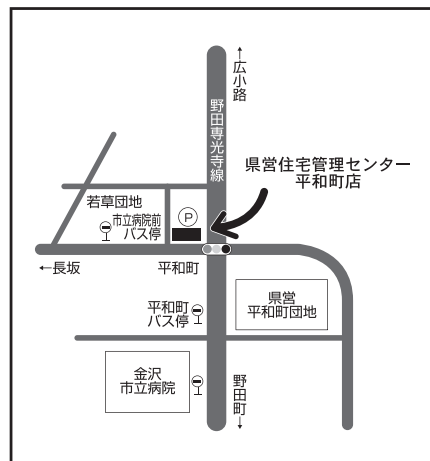 ↑広小路
野田専光寺線
県営住宅管理センター
平和町店
若草団地
P
市立病院前
バス停
←長坂
平和町
県営
平和町団地
平和町
バス停
金沢
市立病院
野田町↓